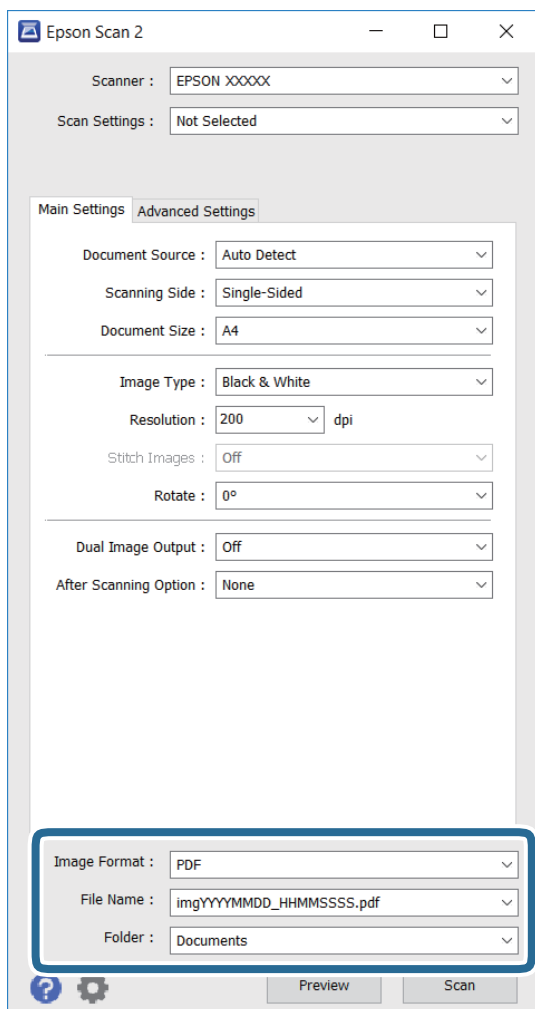 Epson Scan 2
Scanner : EPSON XXXXX
Scan Settings : Not Selected
Main Settings Advanced Settings
Document Source : Auto Detect
Scanning Side : Single-Sided
Document Size : A4
Image Type : Black & White
Resolution : 200 dpi
Stitch Images : Off
Rotate : 0º
Dual Image Output : Off
After Scanning Option : None
Image Format : PDF
File Name : imgYYYYMMDD_HHMMSSSS.pdf
Folder : Documents
? Preview Scan